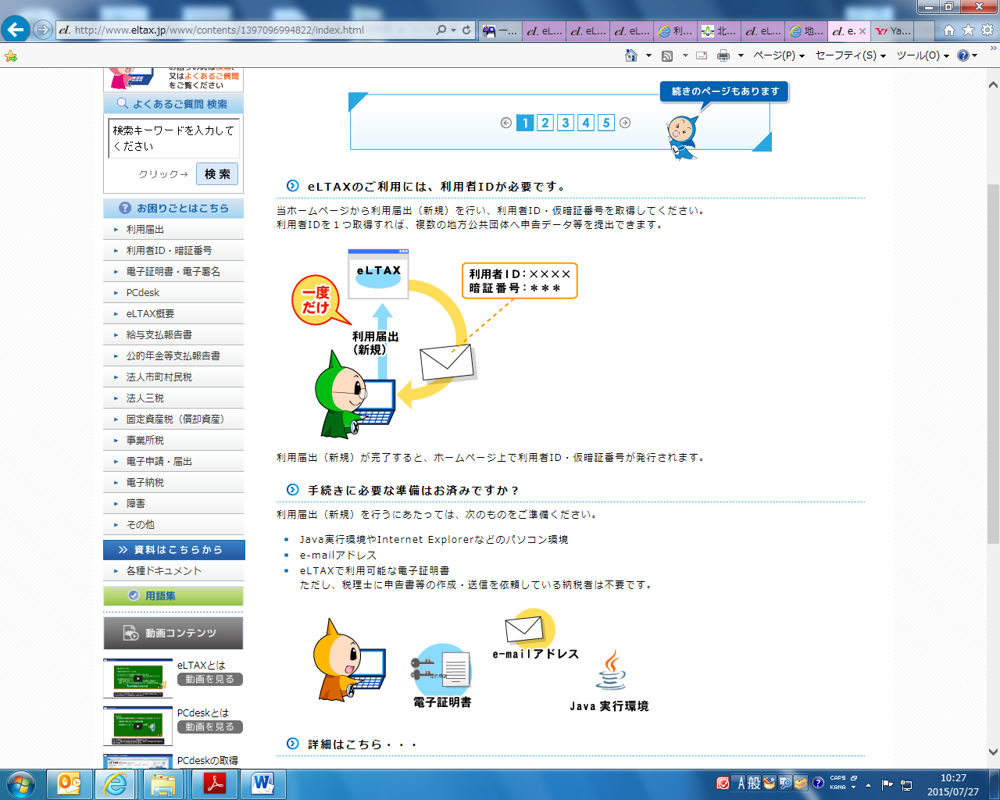 http://www.eltax.jp/www/contents/1397096994822/index.html
一...
eL...
eL...
eL...
利...
北...
eL...
地...
e.
Ya...
ページ(P)
セーフティ(S)
ツール(O)
又はよくあるご質問
をご覧ください
よくあるご質問 検索
検索キーワードを入力して
ください
クリック→
検 索
お困りごとはこちら
利用届出
利用者ID・暗証番号
電子証明書・電子署名
PCdesk
eLTAX概要
給与支払報告書
公的年金等支払報告書
法人市町村民税
法人三税
固定資産税（償却資産）
事業所税
電子申請・届出
電子納税
障害
その他
資料はこちらから
各種ドキュメント
用語集
動画コンテンツ
eLTAXとは
動画を見る
PCdeskとは
動画を見る
PCdeskの取得
続きのページもあります
1 2 3 4 5
eLTAXのご利用には、利用者IDが必要です。
当ホームページから利用届出（新規）を行い、利用者ID・仮暗証番号を取得してください。
利用者IDを１つ取得すれば、複数の地方公共団体へ申告データ等を提出できます。
eLTAX
利用者ID：××××
暗証番号：＊＊＊
一度
だけ
利用届出
（新規）
利用届出（新規）が完了すると、ホームページ上で利用者ID・仮暗証番号が発行されます。
手続きに必要な準備はお済みですか？
利用届出（新規）を行うにあたっては、次のものをご準備ください。
Java実行環境やInternet Explorerなどのパソコン環境
e-mailアドレス
eLTAXで利用可能な電子証明書
ただし、税理士に申告書等の作成・送信を依頼している納税者は不要です。
e-mailアドレス
電子証明書
Java 実行環境
詳細はこちら・・・
A 般
CAPS
KANA
10:27
2015/07/27